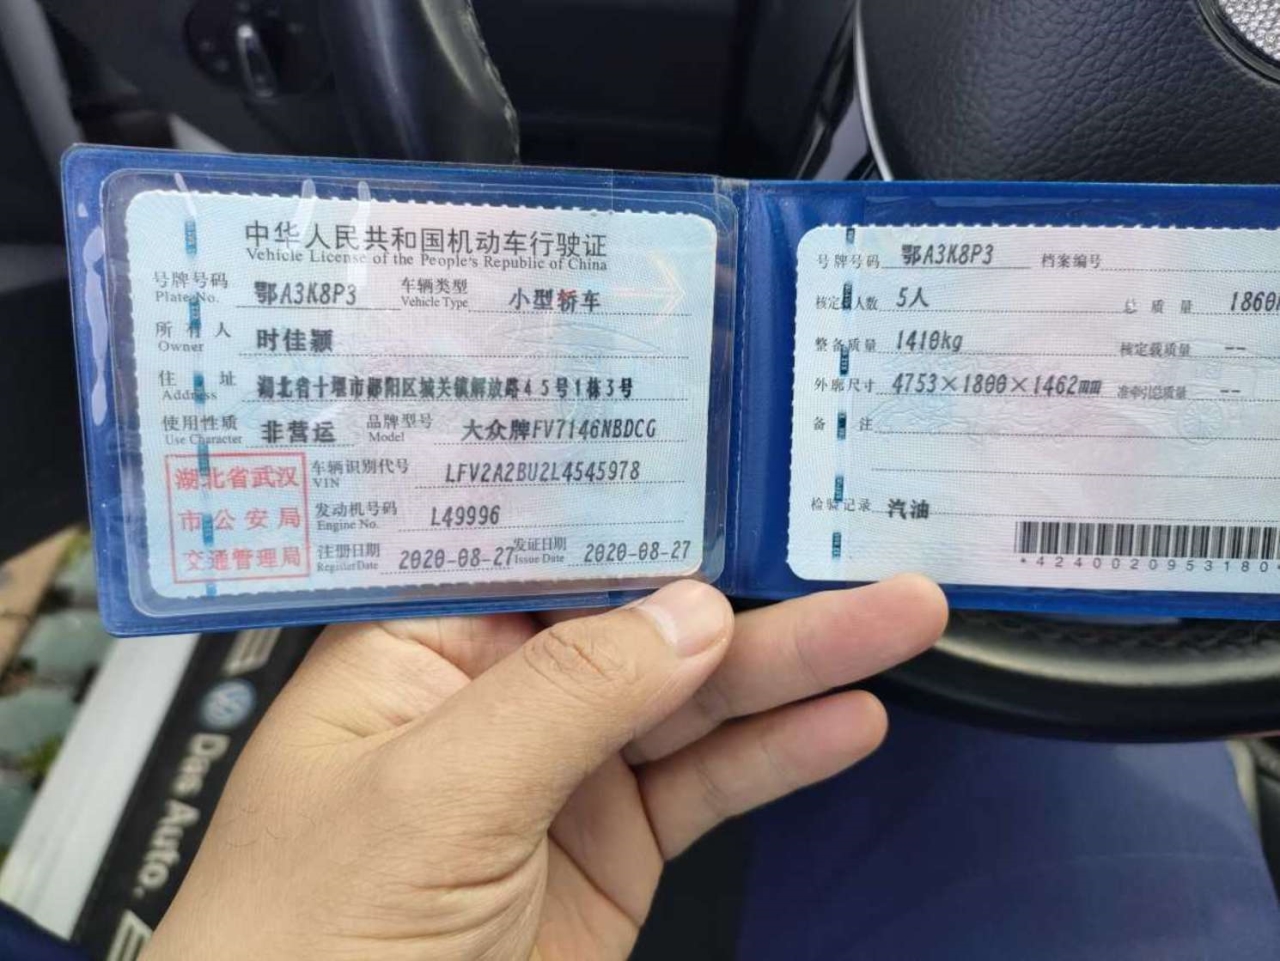 中华人民共和国机动车行驶证
Vehicle License of the People's Republic of China
号牌号码 鄂A3K8P3 车辆类型 小型轿车
Plate No. Vehicle Type
所有人 时佳颖
Owner
住址 湖北省十堰市郧阳区城关镇解放路45号1栋3号
Address
使用性质 非营运 品牌型号 大众牌FV7146NBDCG
Use Character Model
湖北省武汉
市公安局
交通管理局
车辆识别代号 LFV2A2BU2L4545978
VIN
发动机号码 L49996
Engine No.
注册日期 2020-08-27 发证日期 2020-08-27
Register Date Issue Date
号牌号码 鄂A3K8P3 档案编号
核定人数 5人 总质量 1860
整备质量 1410kg 核定载质量 --
外廓尺寸 4753×1800×1462mm 准牵引总质量 --
备注
检验记录 汽油
*4240020953180
Das Auto.